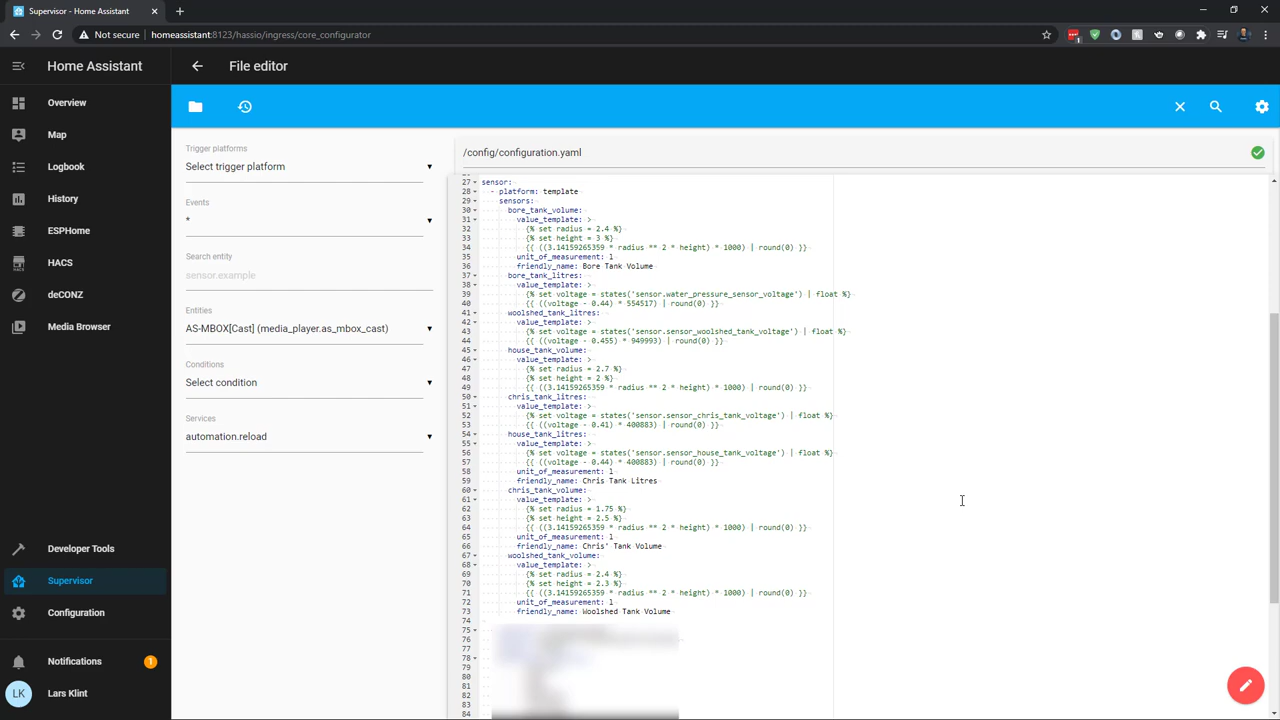 Supervisor - Home Assistant
Not secure | homeassistant:8123/hassio/ingress/core_configurator
Home Assistant
File editor
Overview
Map
Logbook
History
ESPHome
HACS
deCONZ
Media Browser
Developer Tools
Supervisor
Configuration
Notifications
1
LK
Lars Klint
Trigger platforms
Select trigger platform
Events
*
Search entity
sensor.example
Entities
AS-MBOX[Cast] (media_player.as_mbox_cast)
Conditions
Select condition
Services
automation.reload
/config/configuration.yaml
27 sensor:
28 - platform: template
29 sensors:
30 bore_tank_volume:
31 value_template: >
32 {% set radius = 2.4 %}
33 {% set height = 3 %}
34 {{ ((3.14159265359 * radius ** 2 * height) * 1000) | round(0) }}
35 unit_of_measurement: l
36 friendly_name: Bore Tank Volume
37 bore_tank_litres:
38 value_template: >
39 {% set voltage = states('sensor.water_pressure_sensor_voltage') | float %}
40 {{ ((voltage - 0.44) * 554517) | round(0) }}
41 woolshed_tank_litres:
42 value_template: >
43 {% set voltage = states('sensor.sensor_woolshed_tank_voltage') | float %}
44 {{ ((voltage - 0.455) * 949993) | round(0) }}
45 house_tank_volume:
46 value_template: >
47 {% set radius = 2.7 %}
48 {% set height = 2 %}
49 {{ ((3.14159265359 * radius ** 2 * height) * 1000) | round(0) }}
50 chris_tank_litres:
51 value_template: >
52 {% set voltage = states('sensor.sensor_chris_tank_voltage') | float %}
53 {{ ((voltage - 0.41) * 400883) | round(0) }}
54 house_tank_litres:
55 value_template: >
56 {% set voltage = states('sensor.sensor_house_tank_voltage') | float %}
57 {{ ((voltage - 0.44) * 400883) | round(0) }}
58 unit_of_measurement: l
59 friendly_name: Chris Tank Litres
60 chris_tank_volume:
61 value_template: >
62 {% set radius = 1.75 %}
63 {% set height = 2.5 %}
64 {{ ((3.14159265359 * radius ** 2 * height) * 1000) | round(0) }}
65 unit_of_measurement: l
66 friendly_name: Chris' Tank Volume
67 woolshed_tank_volume:
68 value_template: >
69 {% set radius = 2.4 %}
70 {% set height = 2.3 %}
71 {{ ((3.14159265359 * radius ** 2 * height) * 1000) | round(0) }}
72 unit_of_measurement: l
73 friendly_name: Woolshed Tank Volume
74
75
76
77
78
79
80
81
82
83
84